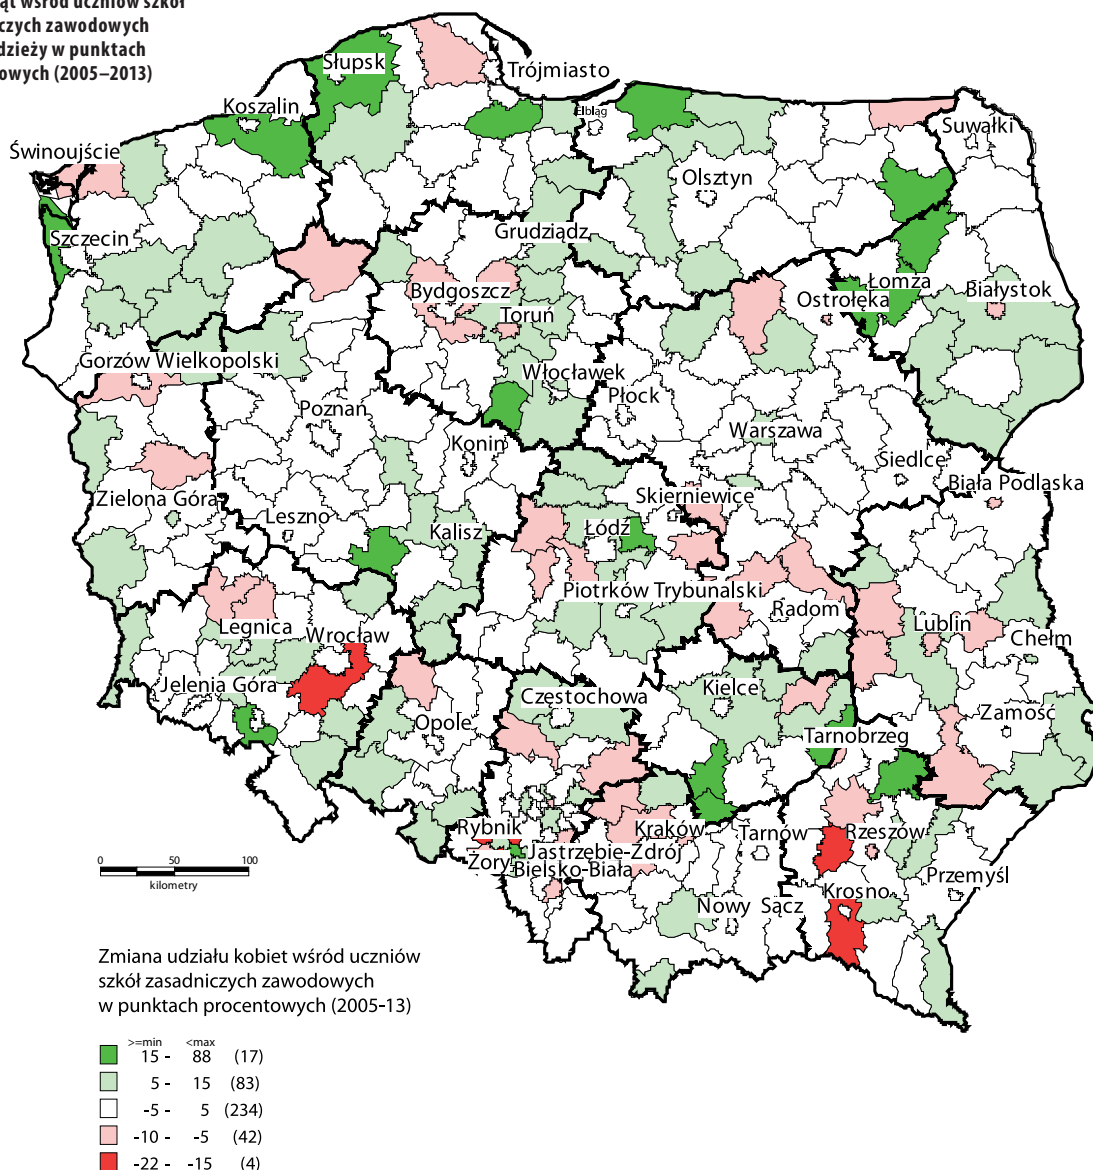 wśród uczniów szkół
czych zawodowych
dzieży w punktach
owych (2005–2013)
Słupsk
Trójmiasto
Koszalin
Elbląg
Suwałki
Świnoujście
Olsztyn
Szczecin
Grudziądz
Łomża
Białystok
Bydgoszcz
Ostrołęka
Toruń
Gorzów Wielkopolski
Włocławek
Płock
Poznań
Warszawa
Konin
Siedlce
Biała Podlaska
Zielona Góra
Skierniewice
Leszno
Kalisz
Łódź
Piotrków Trybunalski
Radom
Legnica
Wrocław
Lublin
Chełm
Jelenia Góra
Częstochowa
Kielce
Opole
Zamość
Tarnobrzeg
Rybnik
Kraków
Tarnów
Rzeszów
Jastrzębie-Zdrój
Żory
Bielsko-Biała
Przemyśl
Krosno
Nowy Sącz
0 50 100
kilometry
Zmiana udziału kobiet wśród uczniów
szkół zasadniczych zawodowych
w punktach procentowych (2005-13)
>=min <max
15 - 88 (17)
5 - 15 (83)
-5 - 5 (234)
-10 - -5 (42)
-22 - -15 (4)